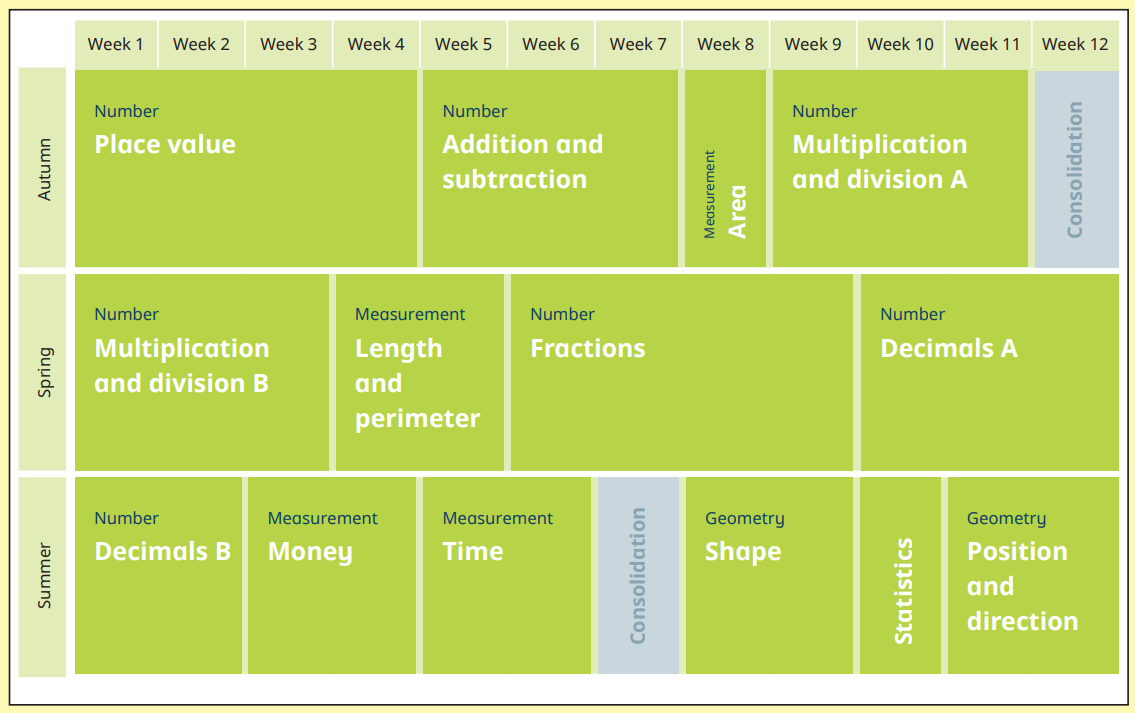 Week 1 Week 2 Week 3 Week 4 Week 5 Week 6 Week 7 Week 8 Week 9 Week 10 Week 11 Week 12
Autumn
Number
Place value
Number
Addition and
subtraction
Measurement
Area
Number
Multiplication
and division A
Consolidation
Spring
Number
Multiplication
and division B
Measurement
Length
and
perimeter
Number
Fractions
Number
Decimals A
Summer
Number
Decimals B
Measurement
Money
Measurement
Time
Consolidation
Geometry
Shape
Statistics
Geometry
Position
and
direction